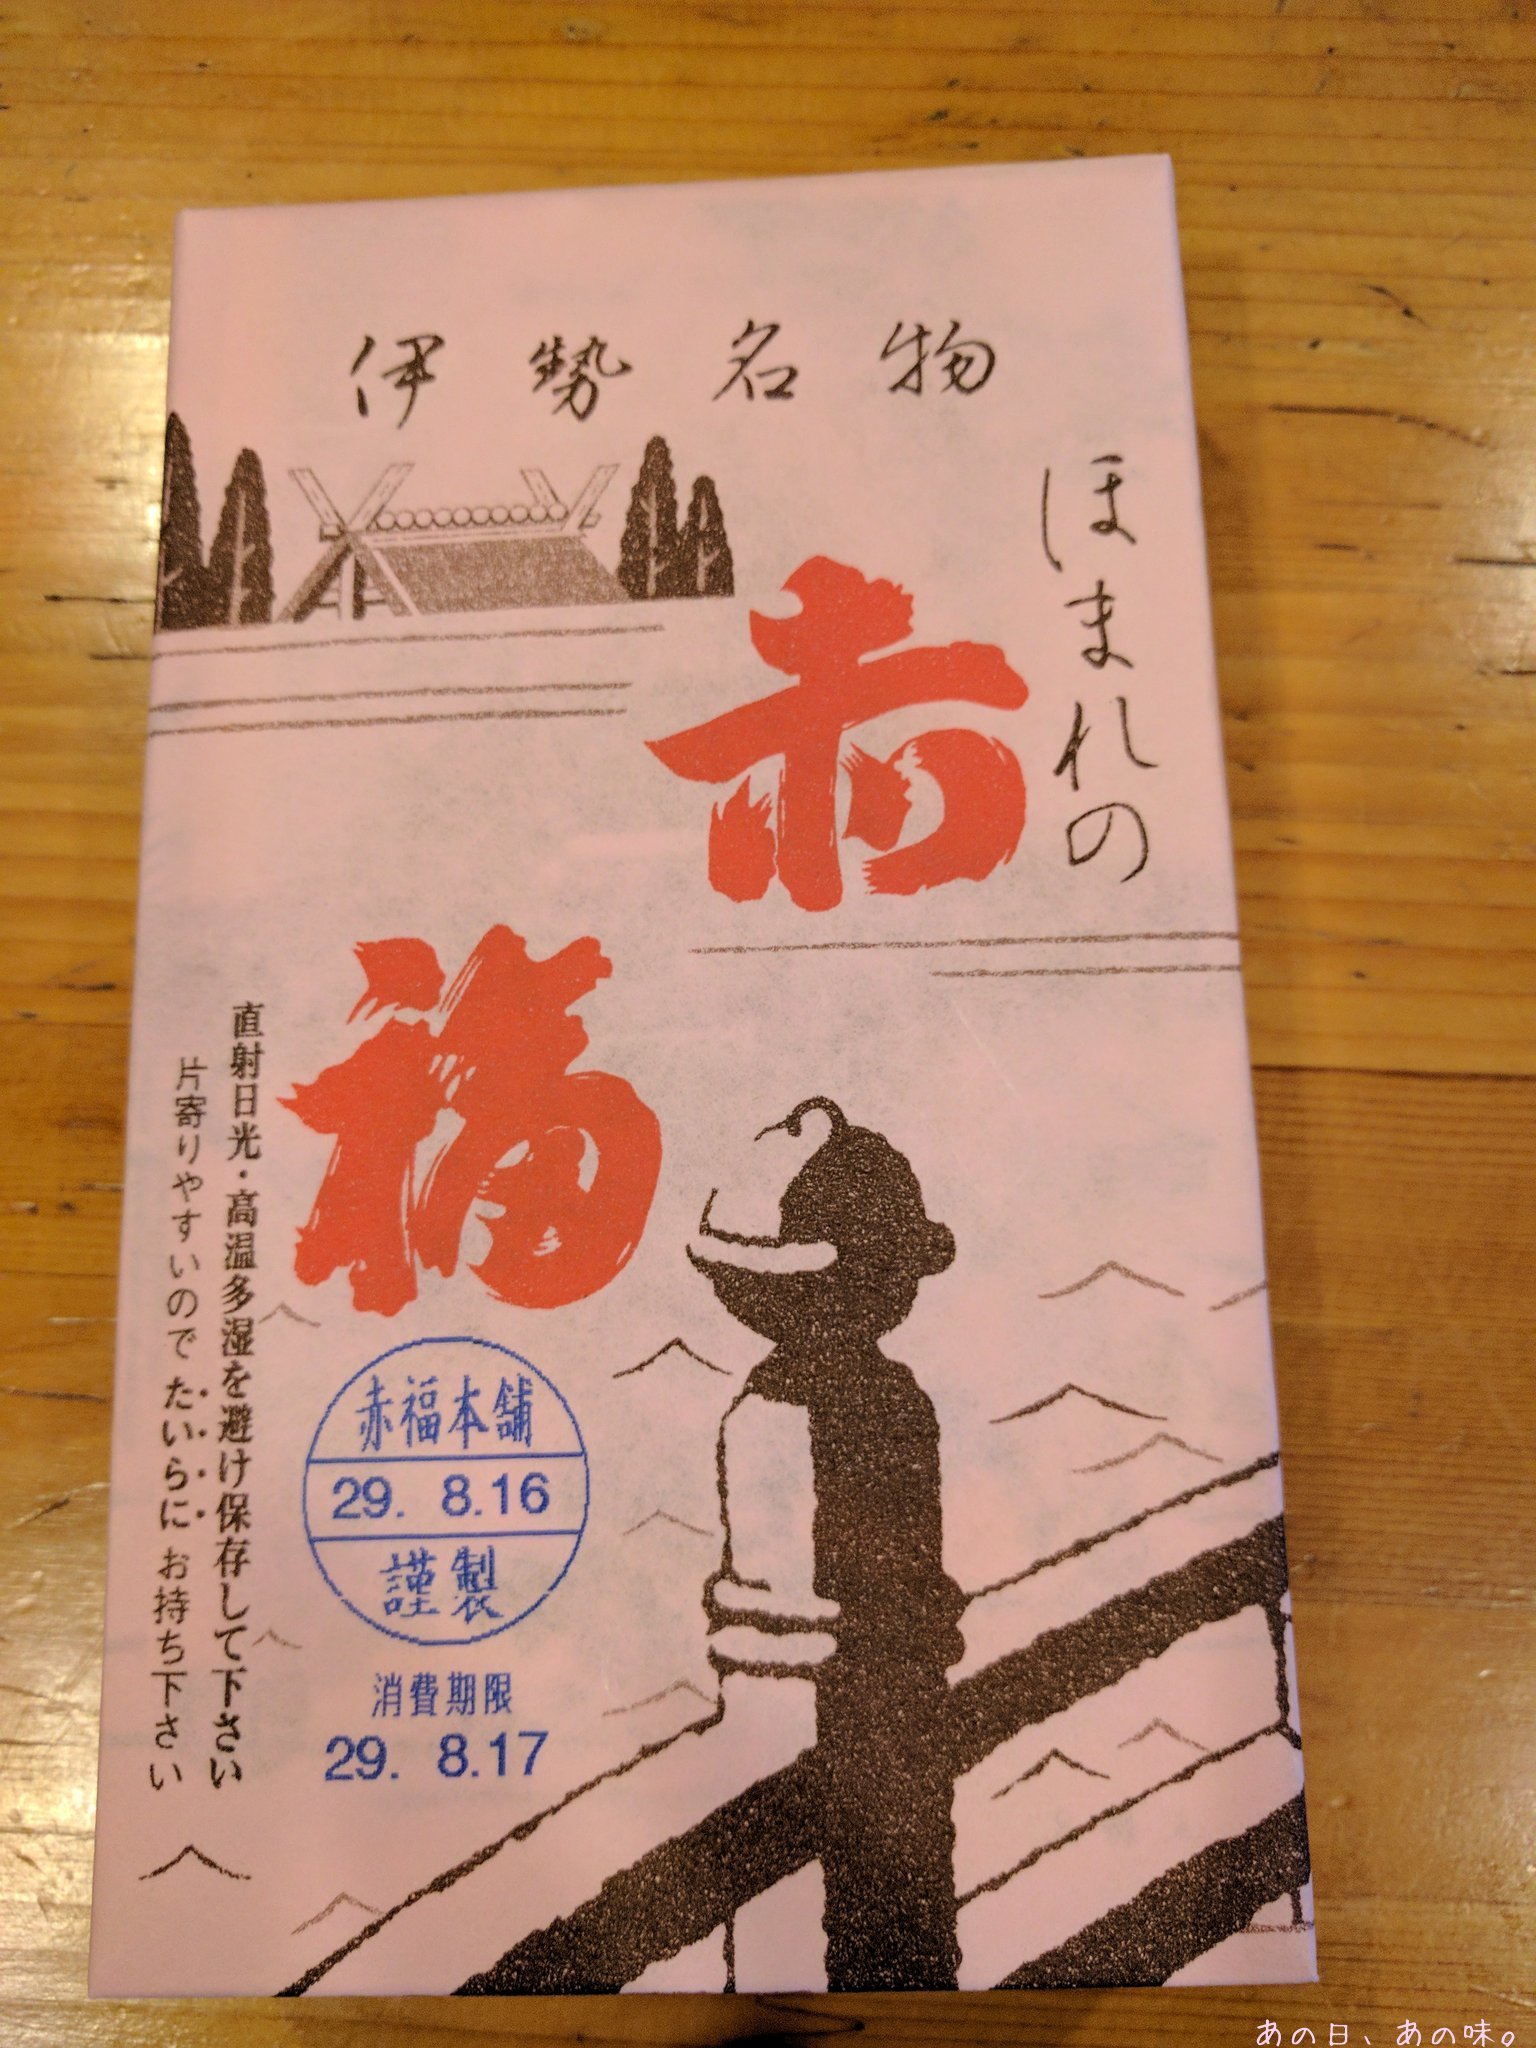 伊勢名物
ほまれの
赤福
直射日光・高温多湿を避け保存して下さい
片寄りやすいのでたいらにお持ち下さい
赤福本舗
29. 8.16
謹製
消費期限
29. 8.17
あの日、あの味。